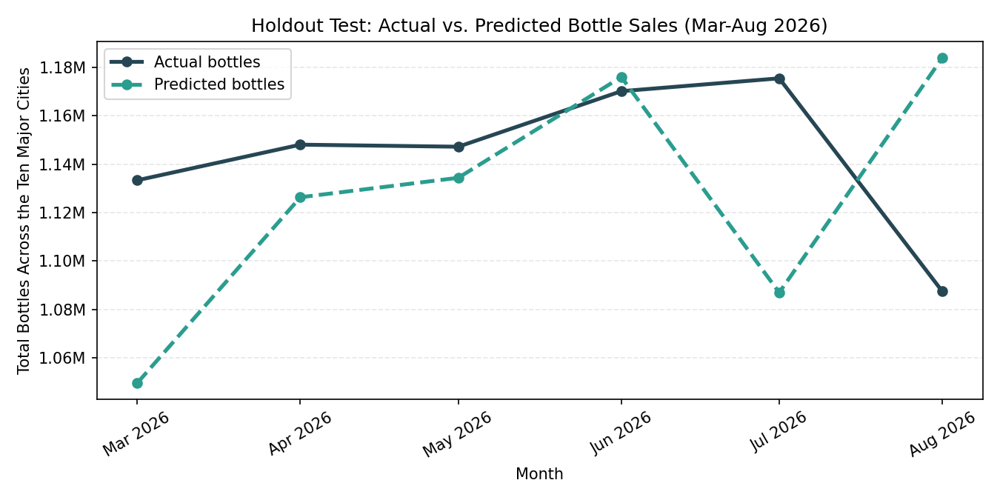 Holdout Test: Actual vs. Predicted Bottle Sales (Mar-Aug 2026)
Actual bottles
Predicted bottles
Total Bottles Across the Ten Major Cities
1.18M
1.16M
1.14M
1.12M
1.10M
1.08M
1.06M
Mar 2026
Apr 2026
May 2026
Jun 2026
Jul 2026
Aug 2026
Month